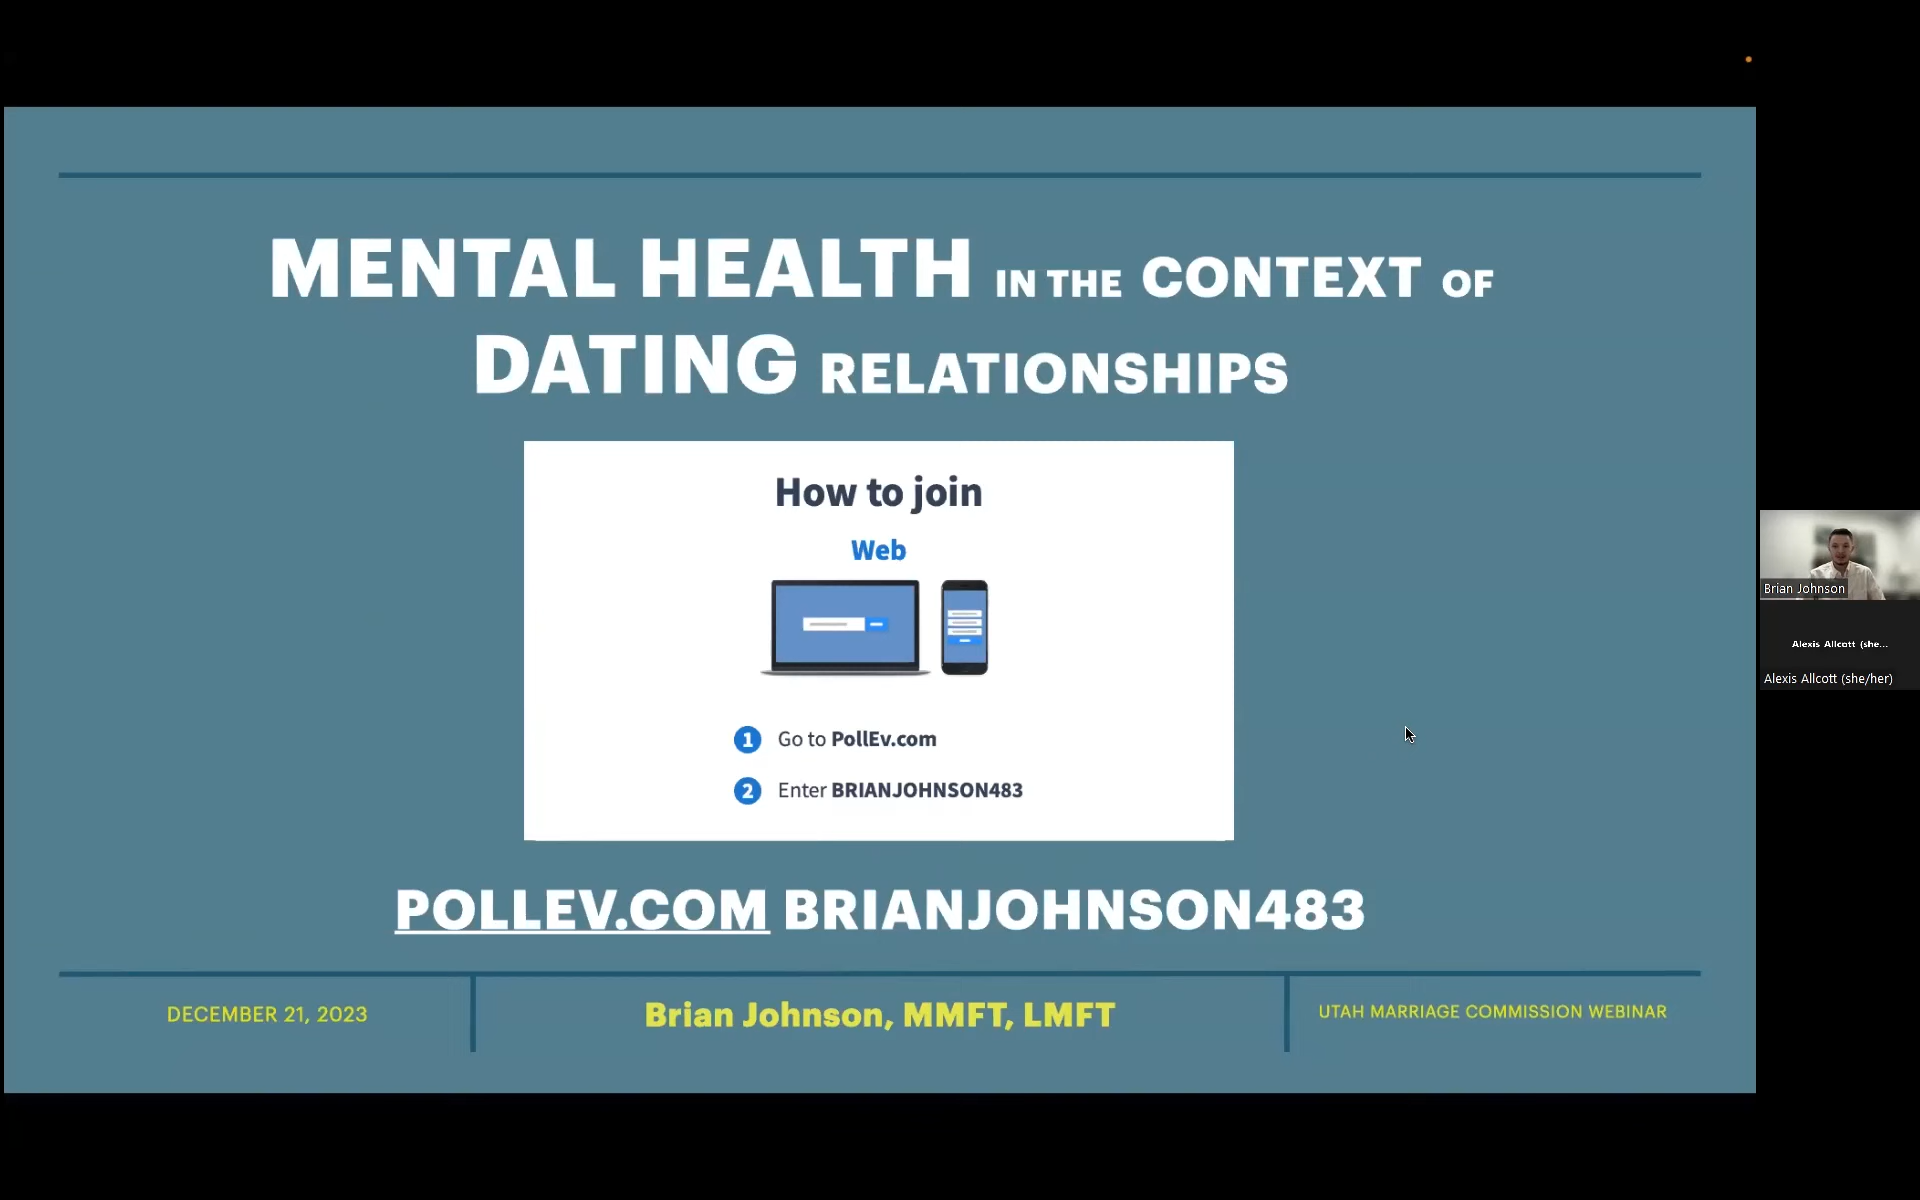 MENTAL HEALTH IN THE CONTEXT OF
DATING RELATIONSHIPS
How to join
Web
1 Go to PollEv.com
2 Enter BRIANJOHNSON483
POLLEV.COM BRIANJOHNSON483
DECEMBER 21, 2023
Brian Johnson, MMFT, LMFT
UTAH MARRIAGE COMMISSION WEBINAR
Brian Johnson
Alexis Allcott (she...
Alexis Allcott (she/her)